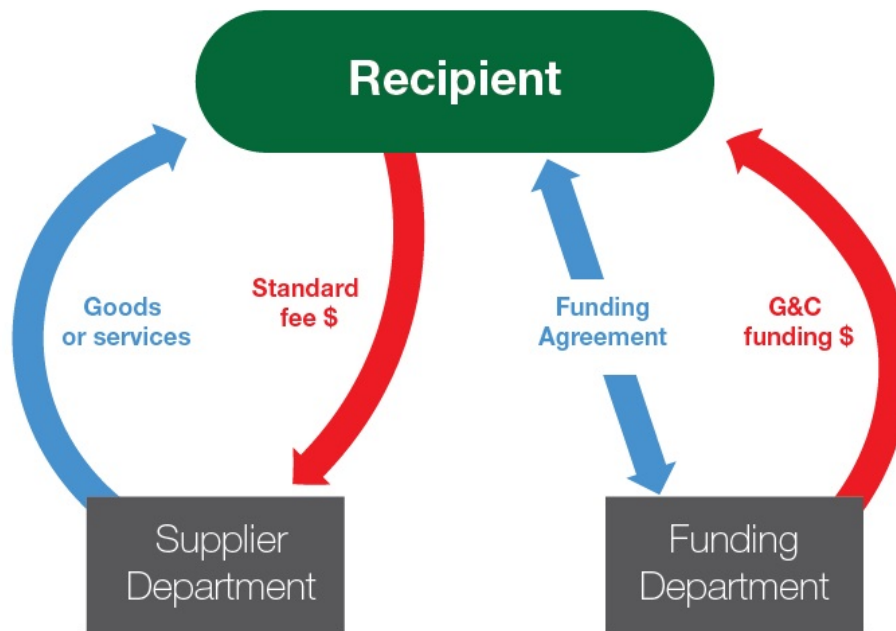 Recipient
Goods
or services
Standard
fee $
Funding
Agreement
G&C
funding $
Supplier
Department
Funding
Department